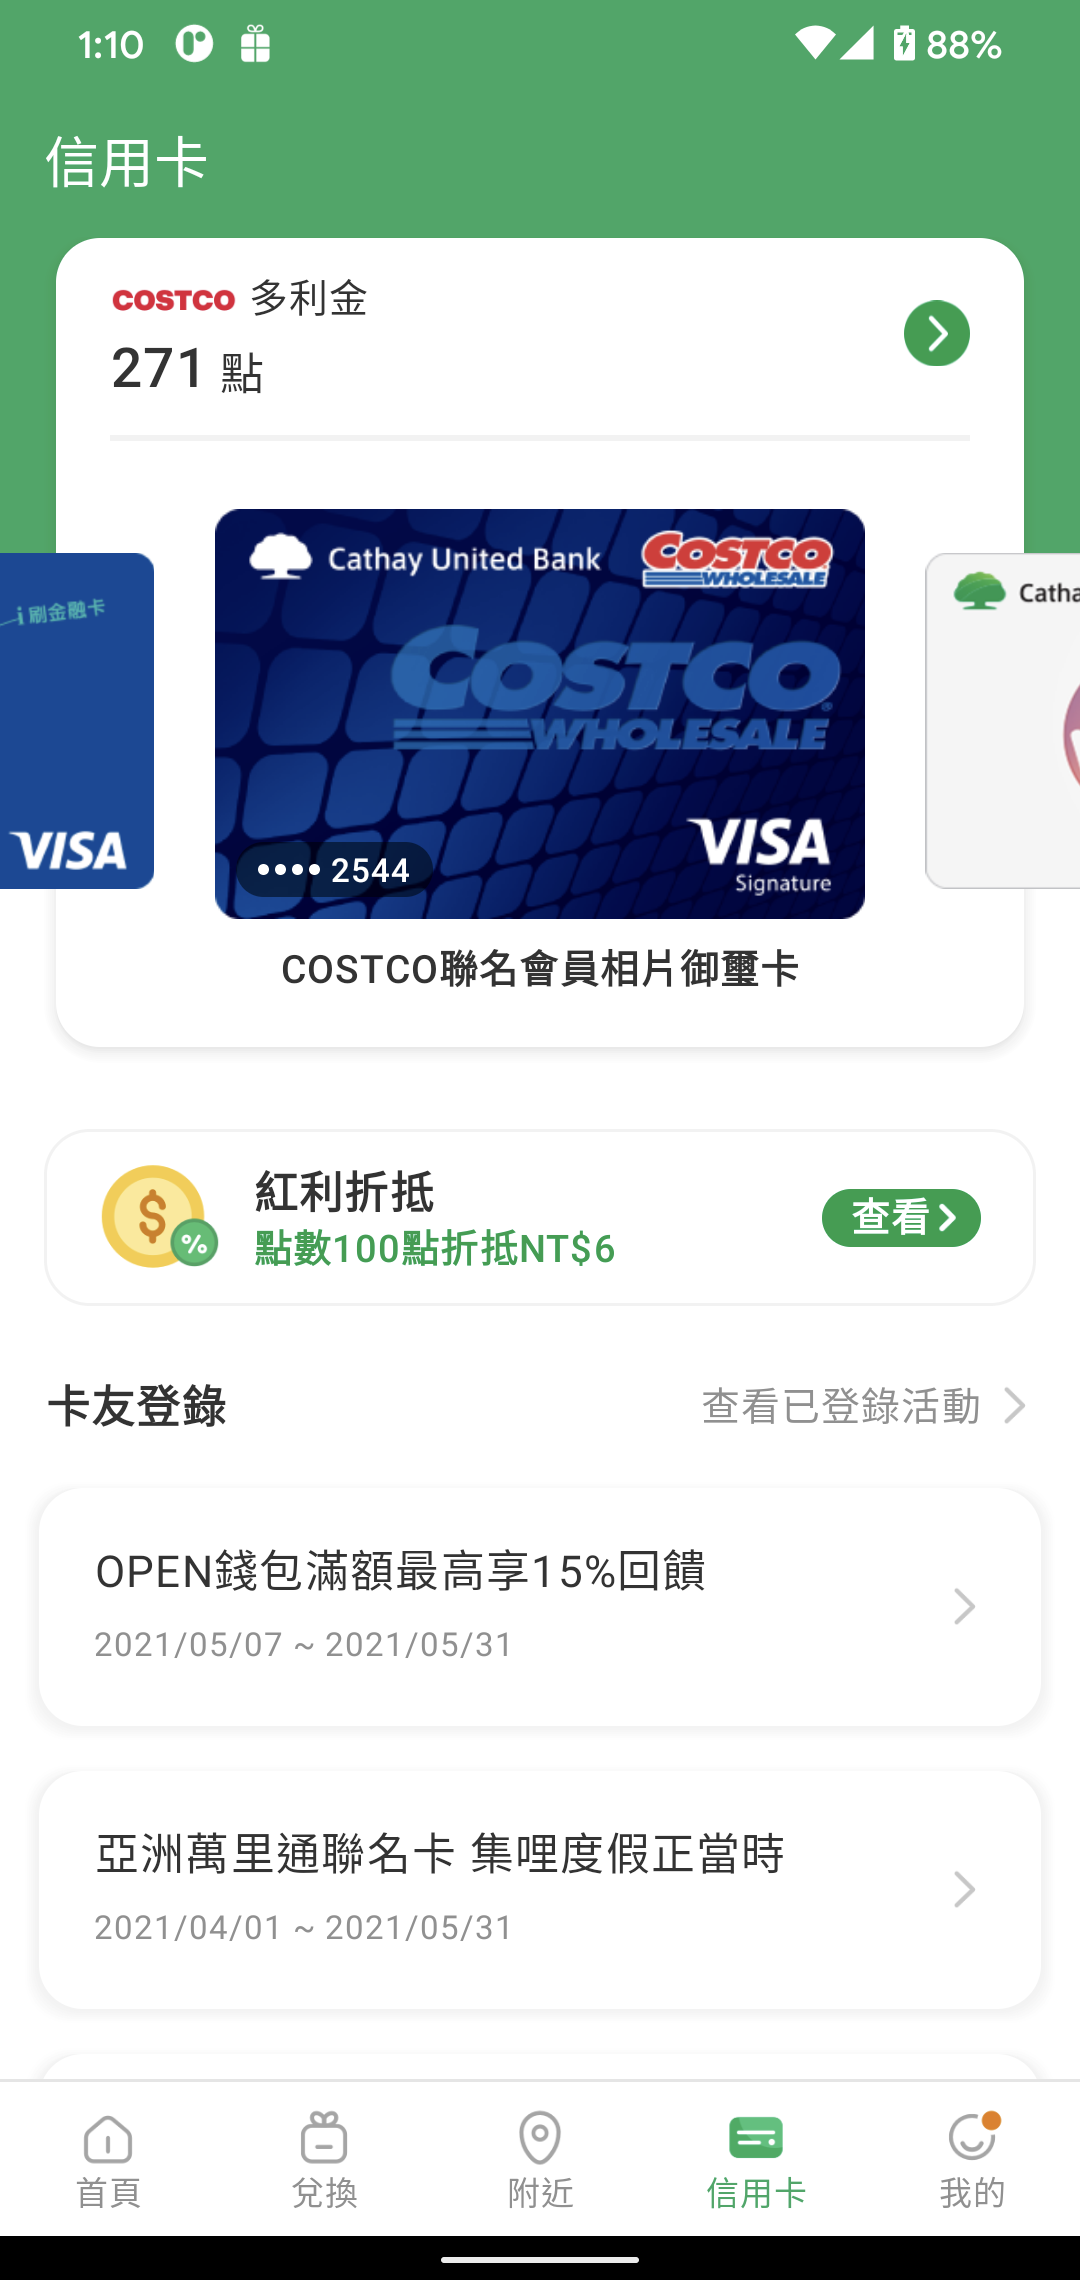 1:10
88%
信用卡
COSTCO 多利金
271 點
Cathay United Bank
COSTCO WHOLESALE
COSTCO
WHOLESALE
VISA
Signature
•••• 2544
i刷金融卡
VISA
Catha
COSTCO聯名會員相片御璽卡
紅利折抵
點數100點折抵NT$6
查看
卡友登錄
查看已登錄活動
OPEN錢包滿額最高享15%回饋
2021/05/07 ~ 2021/05/31
亞洲萬里通聯名卡 集哩度假正當時
2021/04/01 ~ 2021/05/31
首頁
兌換
附近
信用卡
我的